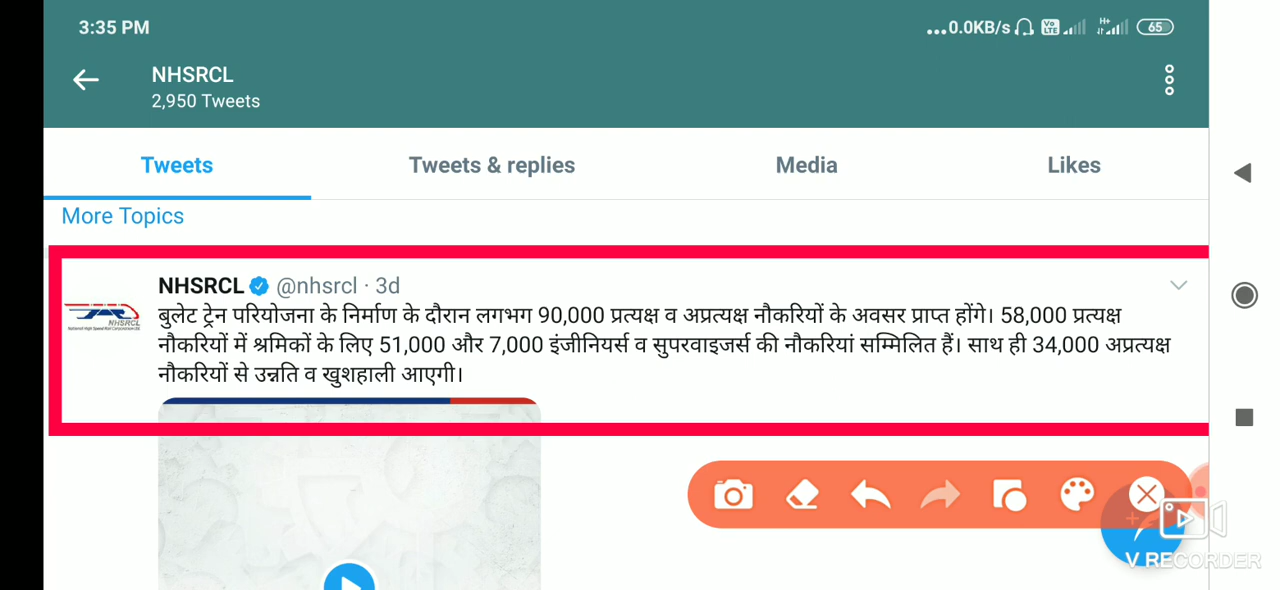 3:35 PM
...0.0KB/s Vo LTE H+ 65
NHSRCL
2,950 Tweets
Tweets Tweets & replies Media Likes
More Topics
NHSRCL @nhsrcl · 3d
बुलेट ट्रेन परियोजना के निर्माण के दौरान लगभग 90,000 प्रत्यक्ष व अप्रत्यक्ष नौकरियों के अवसर प्राप्त होंगे। 58,000 प्रत्यक्ष
नौकरियों में श्रमिकों के लिए 51,000 और 7,000 इंजीनियर्स व सुपरवाइजर्स की नौकरियां सम्मिलित हैं। साथ ही 34,000 अप्रत्यक्ष
नौकरियों से उन्नति व खुशहाली आएगी।
NHSRCL
V RECORDER